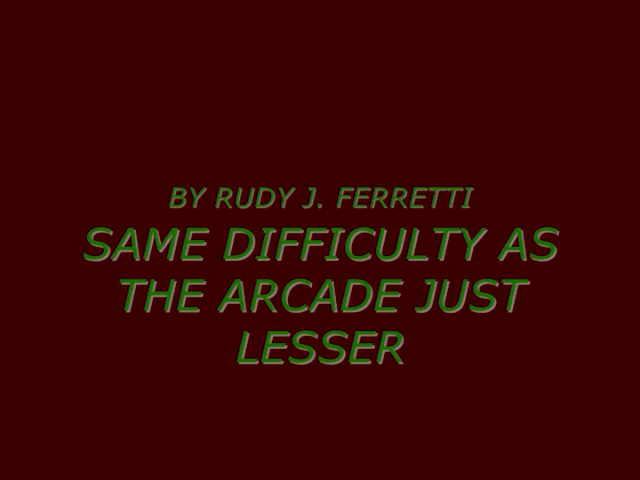 BY RUDY J. FERRETTI
SAME DIFFICULTY AS
THE ARCADE JUST
LESSER